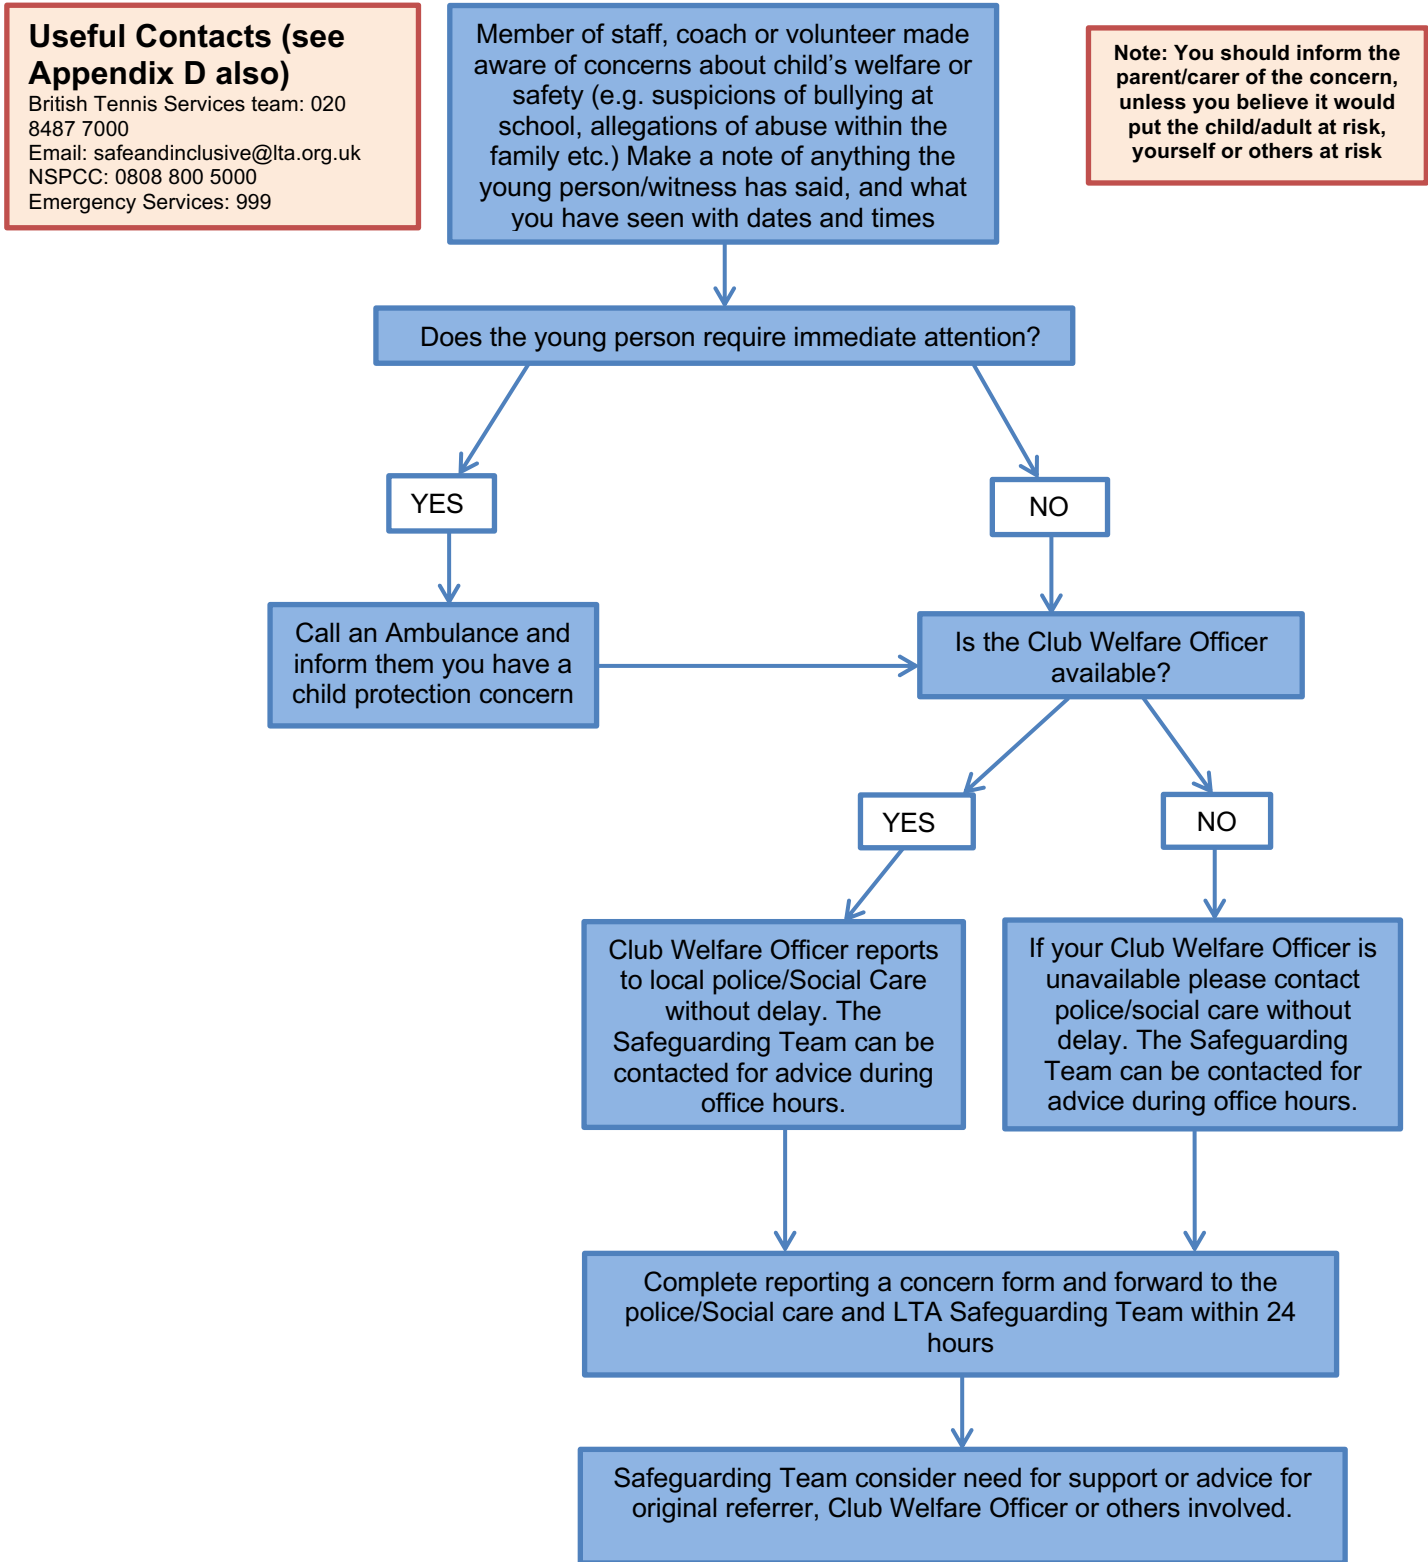 Useful Contacts (see
Appendix D also)
British Tennis Services team: 020
8487 7000
Email: safeandinclusive@lta.org.uk
NSPCC: 0808 800 5000
Emergency Services: 999
Member of staff, coach or volunteer made
aware of concerns about child’s welfare or
safety (e.g. suspicions of bullying at
school, allegations of abuse within the
family etc.) Make a note of anything the
young person/witness has said, and what
you have seen with dates and times
Note: You should inform the
parent/carer of the concern,
unless you believe it would
put the child/adult at risk,
yourself or others at risk
Does the young person require immediate attention?
YES
NO
Call an Ambulance and
inform them you have a
child protection concern
Is the Club Welfare Officer
available?
YES
NO
Club Welfare Officer reports
to local police/Social Care
without delay. The
Safeguarding Team can be
contacted for advice during
office hours.
If your Club Welfare Officer is
unavailable please contact
police/social care without
delay. The Safeguarding
Team can be contacted for
advice during office hours.
Complete reporting a concern form and forward to the
police/Social care and LTA Safeguarding Team within 24
hours
Safeguarding Team consider need for support or advice for
original referrer, Club Welfare Officer or others involved.